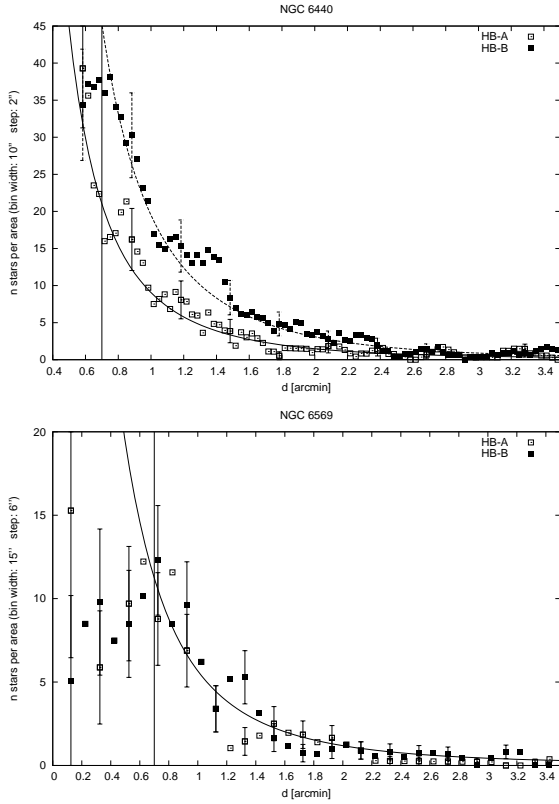 NGC 6440
HB-A
HB-B
n stars per area (bin width: 10" step: 2")
45
40
35
30
25
20
15
10
5
0
0.4 0.6 0.8 1 1.2 1.4 1.6 1.8 2 2.2 2.4 2.6 2.8 3 3.2 3.4
d [arcmin]
NGC 6569
HB-A
HB-B
n stars per area (bin width: 15" step: 6")
20
15
10
5
0
0 0.2 0.4 0.6 0.8 1 1.2 1.4 1.6 1.8 2 2.2 2.4 2.6 2.8 3 3.2 3.4
d [arcmin]